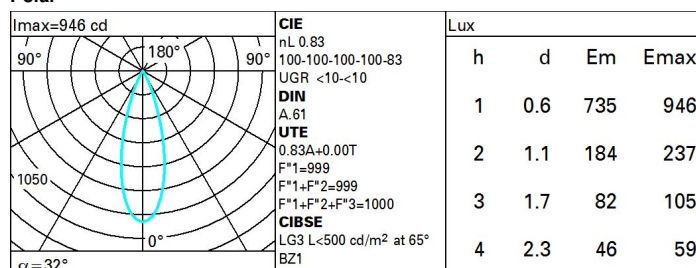 Imax=946 cd
90° 180° 90°
1050
0°
α=32°
CIE
nL 0.83
100-100-100-100-83
UGR <10-<10
DIN
A.61
UTE
0.83A+0.00T
F"1=999
F"1+F"2=999
F"1+F"2+F"3=1000
CIBSE
LG3 L<500 cd/m² at 65°
BZ1
Lux
h d Em Emax
1 0.6 735 946
2 1.1 184 237
3 1.7 82 105
4 2.3 46 59